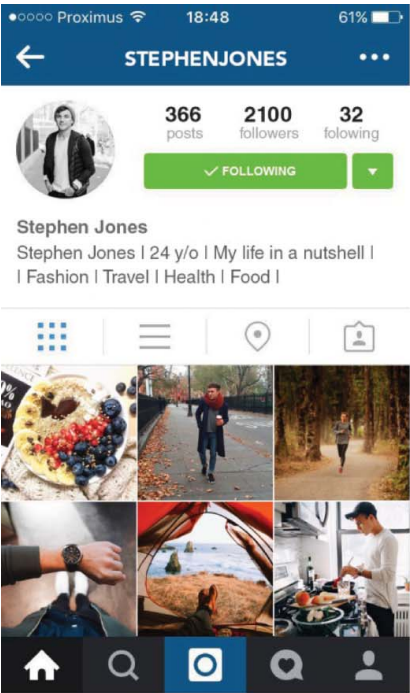 ●○○○○ Proximus 18:48 61%
STEPHENJONES
366 2100 32
posts followers folowing
FOLLOWING
Stephen Jones
Stephen Jones I 24 y/o I My life in a nutshell I
I Fashion I Travel I Health I Food I